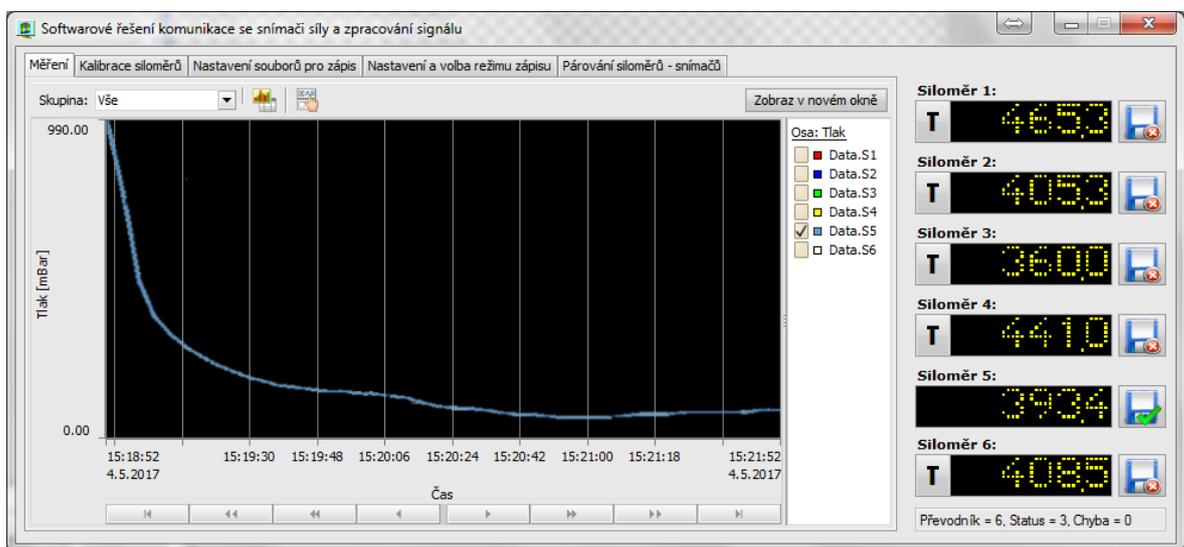 Softwarové řešení komunikace se snímači síly a zpracování signálu
Měření Kalibrace siloměrů Nastavení souborů pro zápis Nastavení a volba režimu zápisu Párování siloměrů - snímačů
Skupina: Vše
Zobraz v novém okně
990.00
Tlak [mBar]
0.00
15:18:52 15:19:30 15:19:48 15:20:06 15:20:24 15:20:42 15:21:00 15:21:18 15:21:52
4.5.2017 4.5.2017
Čas
Osa: Tlak
Data.S1
Data.S2
Data.S3
Data.S4
Data.S5
Data.S6
Siloměr 1:
T 465,3
Siloměr 2:
T 405,3
Siloměr 3:
T 360,0
Siloměr 4:
T 441,0
Siloměr 5:
393,4
Siloměr 6:
T 408,5
Převodník = 6, Status = 3, Chyba = 0